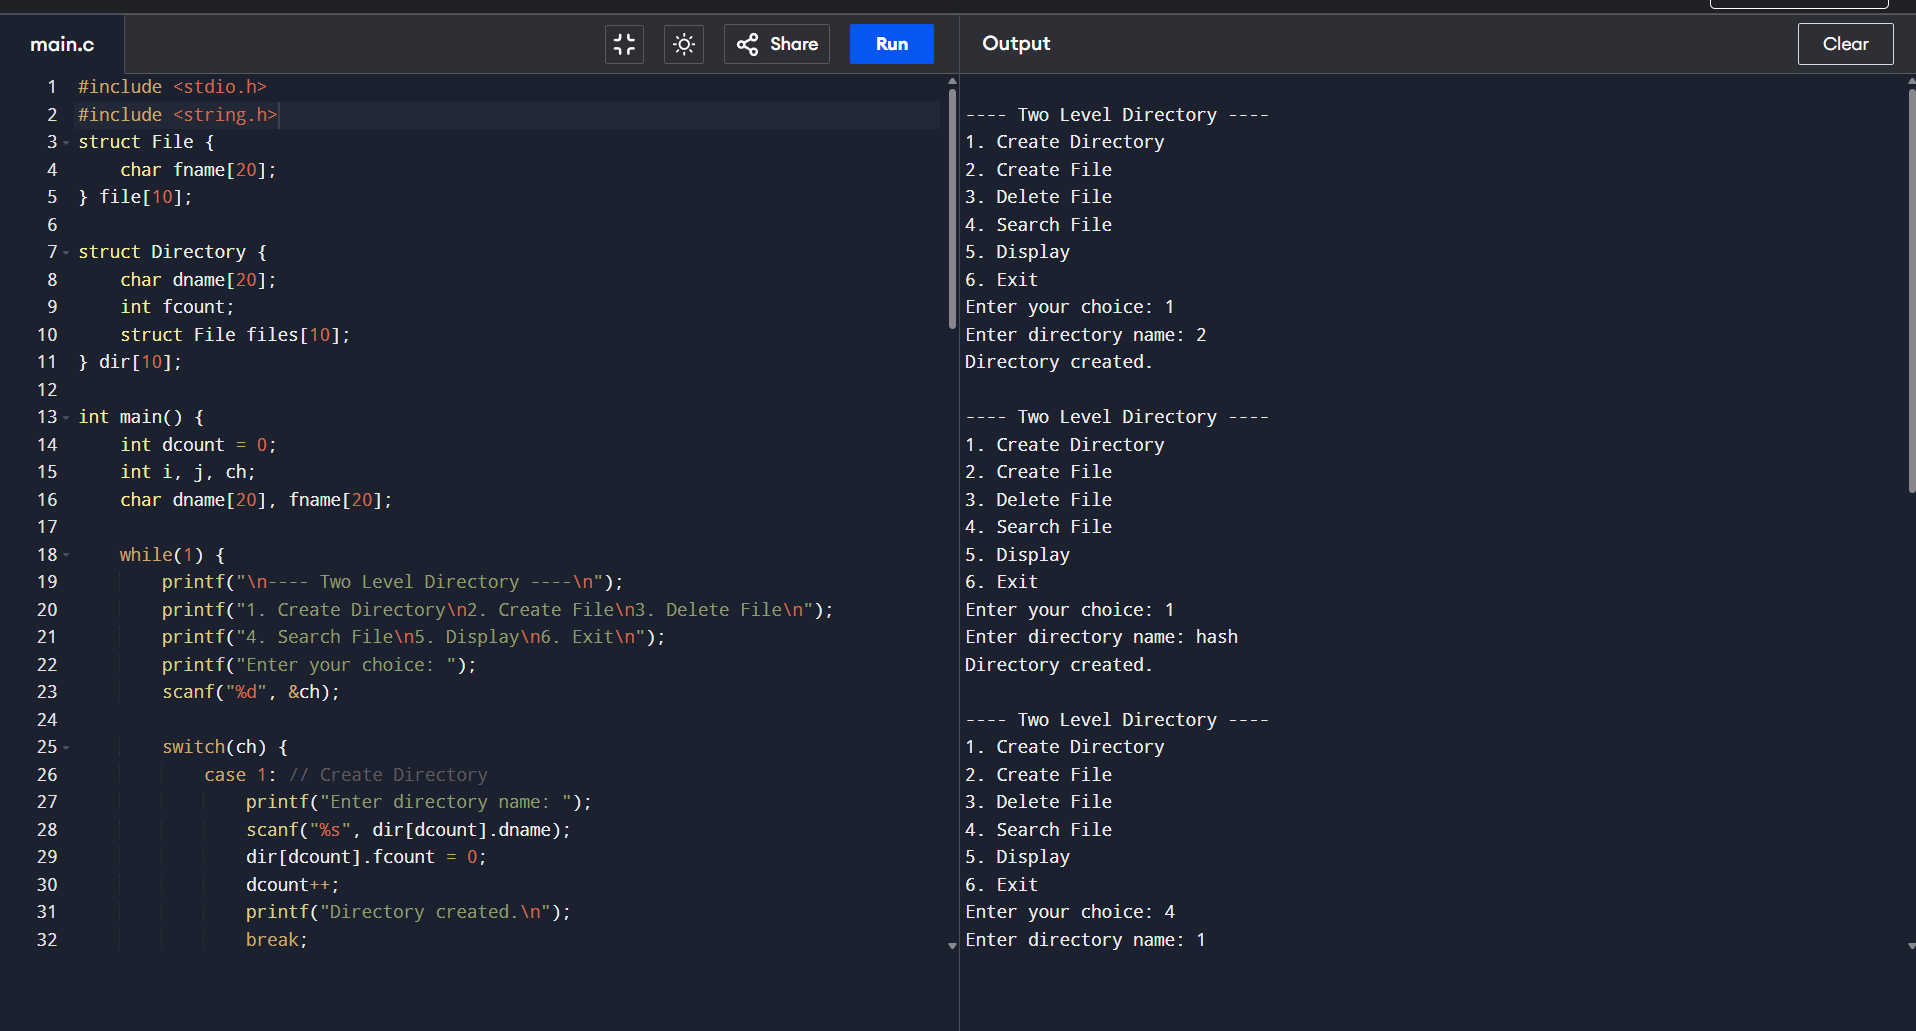 main.c
Share
Run
Output
Clear
1 #include <stdio.h>
2 #include <string.h>
3 struct File {
4     char fname[20];
5 } file[10];
6
7 struct Directory {
8     char dname[20];
9     int fcount;
10     struct File files[10];
11 } dir[10];
12
13 int main() {
14     int dcount = 0;
15     int i, j, ch;
16     char dname[20], fname[20];
17
18     while(1) {
19         printf("\n---- Two Level Directory ----\n");
20         printf("1. Create Directory\n2. Create File\n3. Delete File\n");
21         printf("4. Search File\n5. Display\n6. Exit\n");
22         printf("Enter your choice: ");
23         scanf("%d", &ch);
24
25         switch(ch) {
26             case 1: // Create Directory
27                 printf("Enter directory name: ");
28                 scanf("%s", dir[dcount].dname);
29                 dir[dcount].fcount = 0;
30                 dcount++;
31                 printf("Directory created.\n");
32                 break;
---- Two Level Directory ----
1. Create Directory
2. Create File
3. Delete File
4. Search File
5. Display
6. Exit
Enter your choice: 1
Enter directory name: 2
Directory created.
---- Two Level Directory ----
1. Create Directory
2. Create File
3. Delete File
4. Search File
5. Display
6. Exit
Enter your choice: 1
Enter directory name: hash
Directory created.
---- Two Level Directory ----
1. Create Directory
2. Create File
3. Delete File
4. Search File
5. Display
6. Exit
Enter your choice: 4
Enter directory name: 1